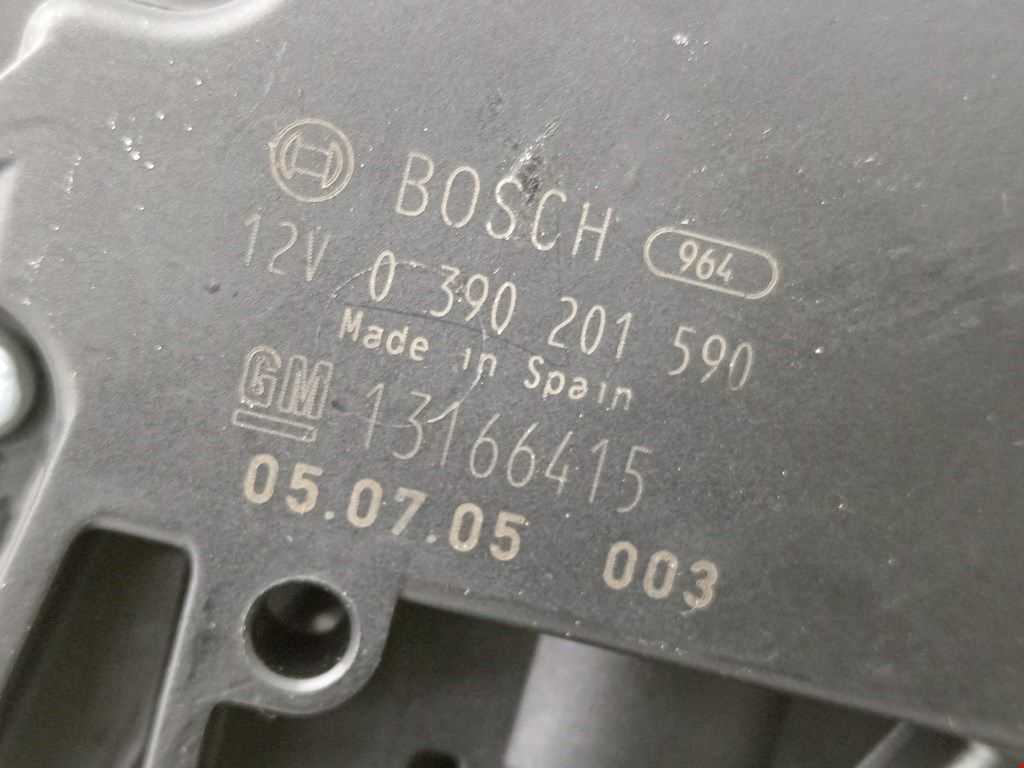 BOSCH 964
12V 0 390 201 590
Made in Spain
GM 13166415
05.07.05 003